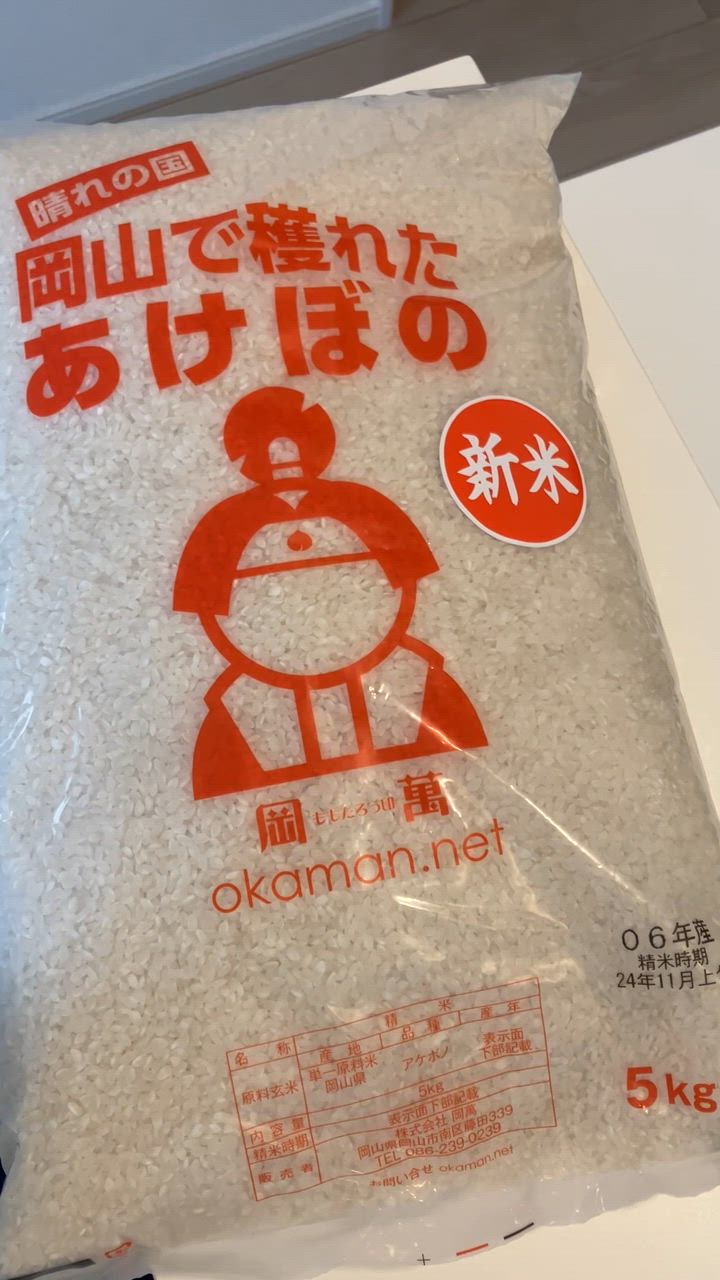 晴れの国
岡山で穫れた
あけぼの
新米
岡 ももたろう印 萬
okaman.net
06年産
精米時期
24年11月上
5kg
名称 精米
原料玄米 産地 品種 産年
単一原料米
岡山県 アケボノ 表示面
下部記載
内容量 5kg
精米時期 表示面下部記載
販売者 株式会社 岡萬
岡山県岡山市南区藤田339
TEL 086-239-0239
お問い合せ okaman.net